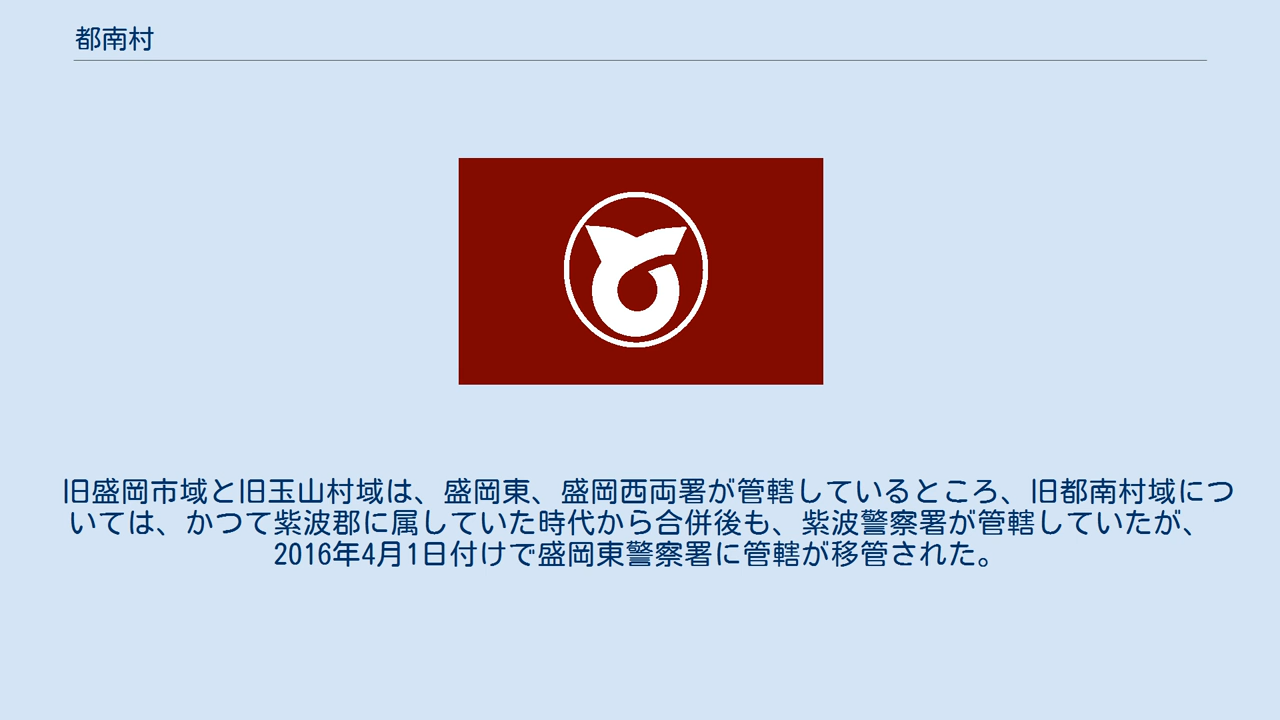 都南村
旧盛岡市域と旧玉山村域は、盛岡東、盛岡西両署が管轄しているところ、旧都南村域につ
いては、かつて紫波郡に属していた時代から合併後も、紫波警察署が管轄していたが、
2016年4月1日付けで盛岡東警察署に管轄が移管された。